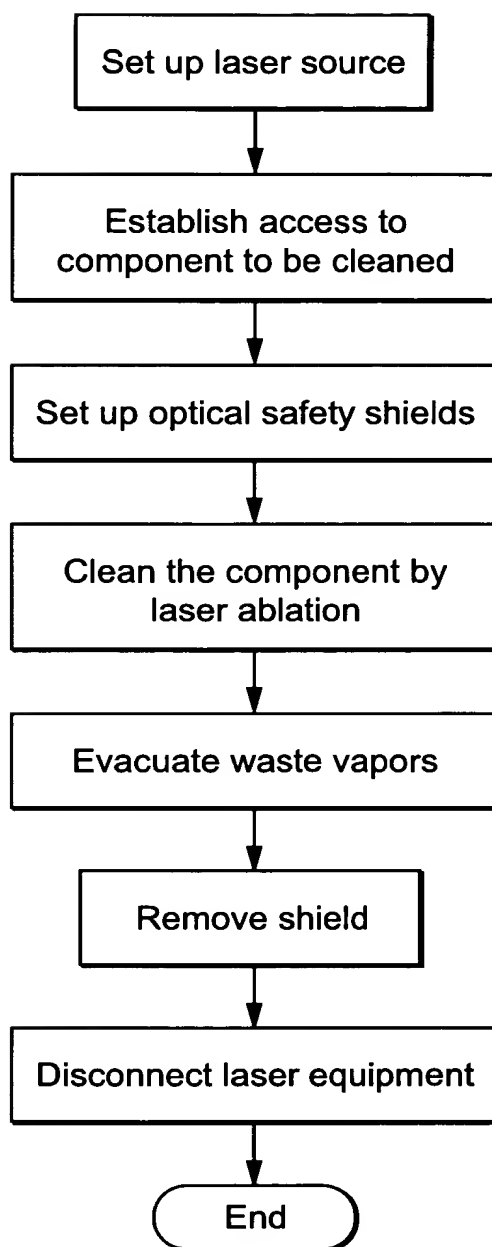 Set up laser source
Establish access to
component to be cleaned
Set up optical safety shields
Clean the component by
laser ablation
Evacuate waste vapors
Remove shield
Disconnect laser equipment
End